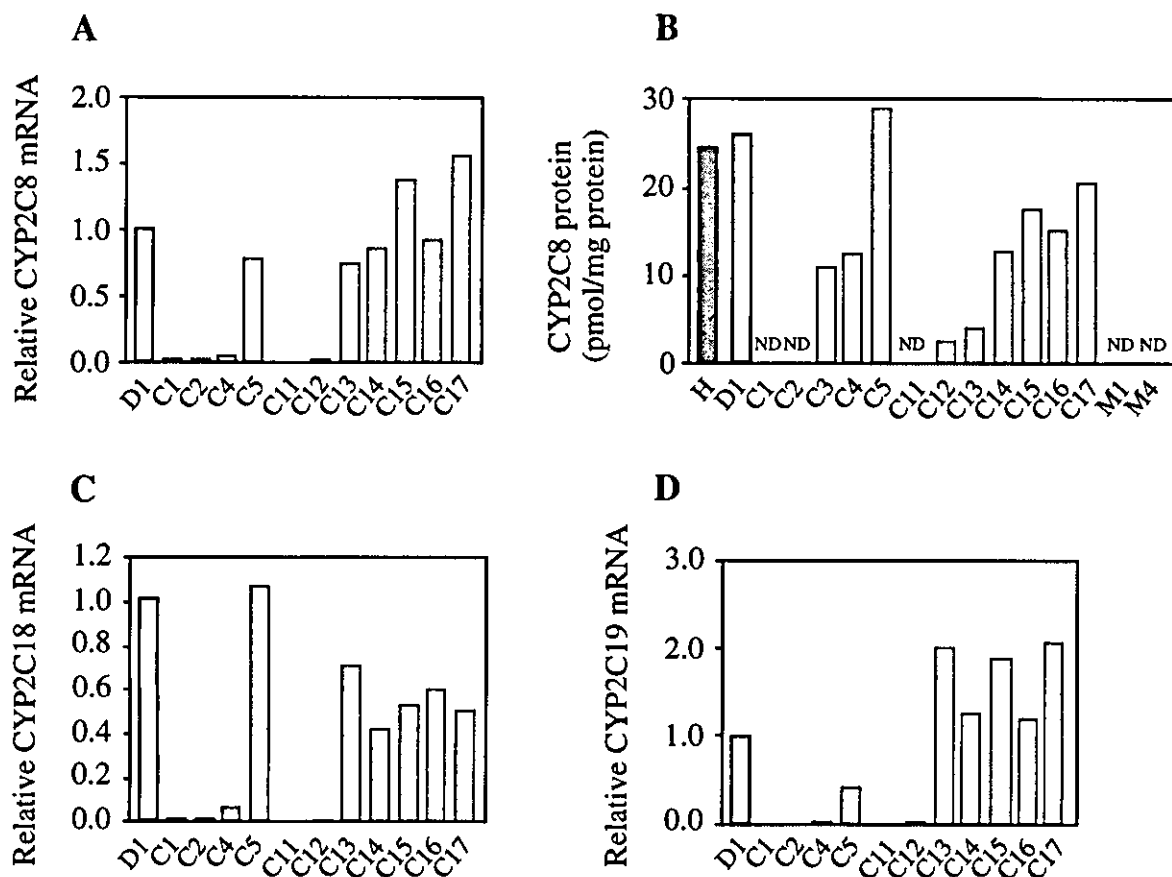 A
Relative CYP2C8 mRNA
2.0
1.5
1.0
0.5
0.0
D1 C1 C2 C4 C5 C11 C12 C13 C14 C15 C16 C17
B
CYP2C8 protein
(pmol/mg protein)
30
20
10
0
ND ND ND ND ND
H D1 C1 C2 C3 C4 C5 C11 C12 C13 C14 C15 C16 C17 M1 M4
C
Relative CYP2C18 mRNA
1.2
1.0
0.8
0.6
0.4
0.2
0.0
D1 C1 C2 C4 C5 C11 C12 C13 C14 C15 C16 C17
D
Relative CYP2C19 mRNA
3.0
2.0
1.0
0.0
D1 C1 C2 C4 C5 C11 C12 C13 C14 C15 C16 C17